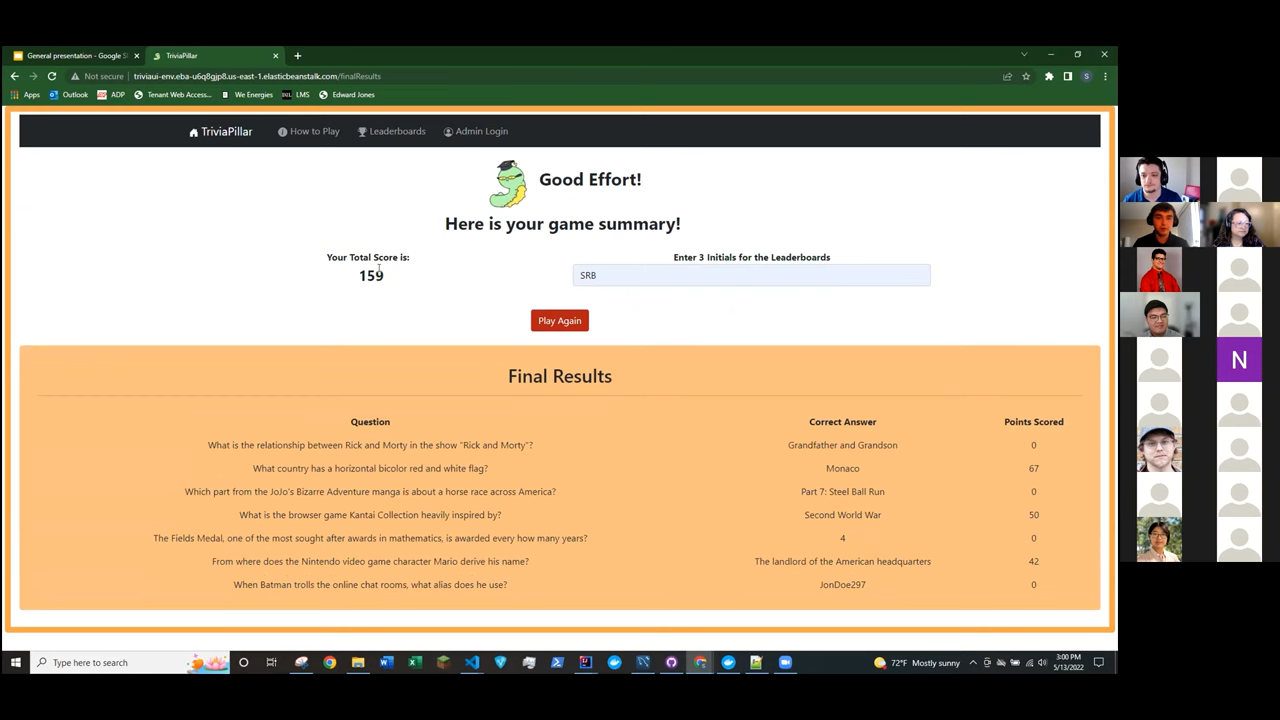 General presentation - Google S
TriviaPillar
Not secure
triviaui-env.eba-u6q8gjp8.us-east-1.elasticbeanstalk.com/finalResults
S
Apps
Outlook
ADP
Tenant Web Access...
We Energies
LMS
Edward Jones
TriviaPillar
How to Play
Leaderboards
Admin Login
Good Effort!
Here is your game summary!
Your Total Score is:
159
Enter 3 Initials for the Leaderboards
SRB
Play Again
Final Results
Question Correct Answer Points Scored
What is the relationship between Rick and Morty in the show "Rick and Morty"? Grandfather and Grandson 0
What country has a horizontal bicolor red and white flag? Monaco 67
Which part from the JoJo's Bizarre Adventure manga is about a horse race across America? Part 7: Steel Ball Run 0
What is the browser game Kantai Collection heavily inspired by? Second World War 50
The Fields Medal, one of the most sought after awards in mathematics, is awarded every how many years? 4 0
From where does the Nintendo video game character Mario derive his name? The landlord of the American headquarters 42
When Batman trolls the online chat rooms, what alias does he use? JonDoe297 0
N
Type here to search
72°F Mostly sunny
3:00 PM
5/13/2022